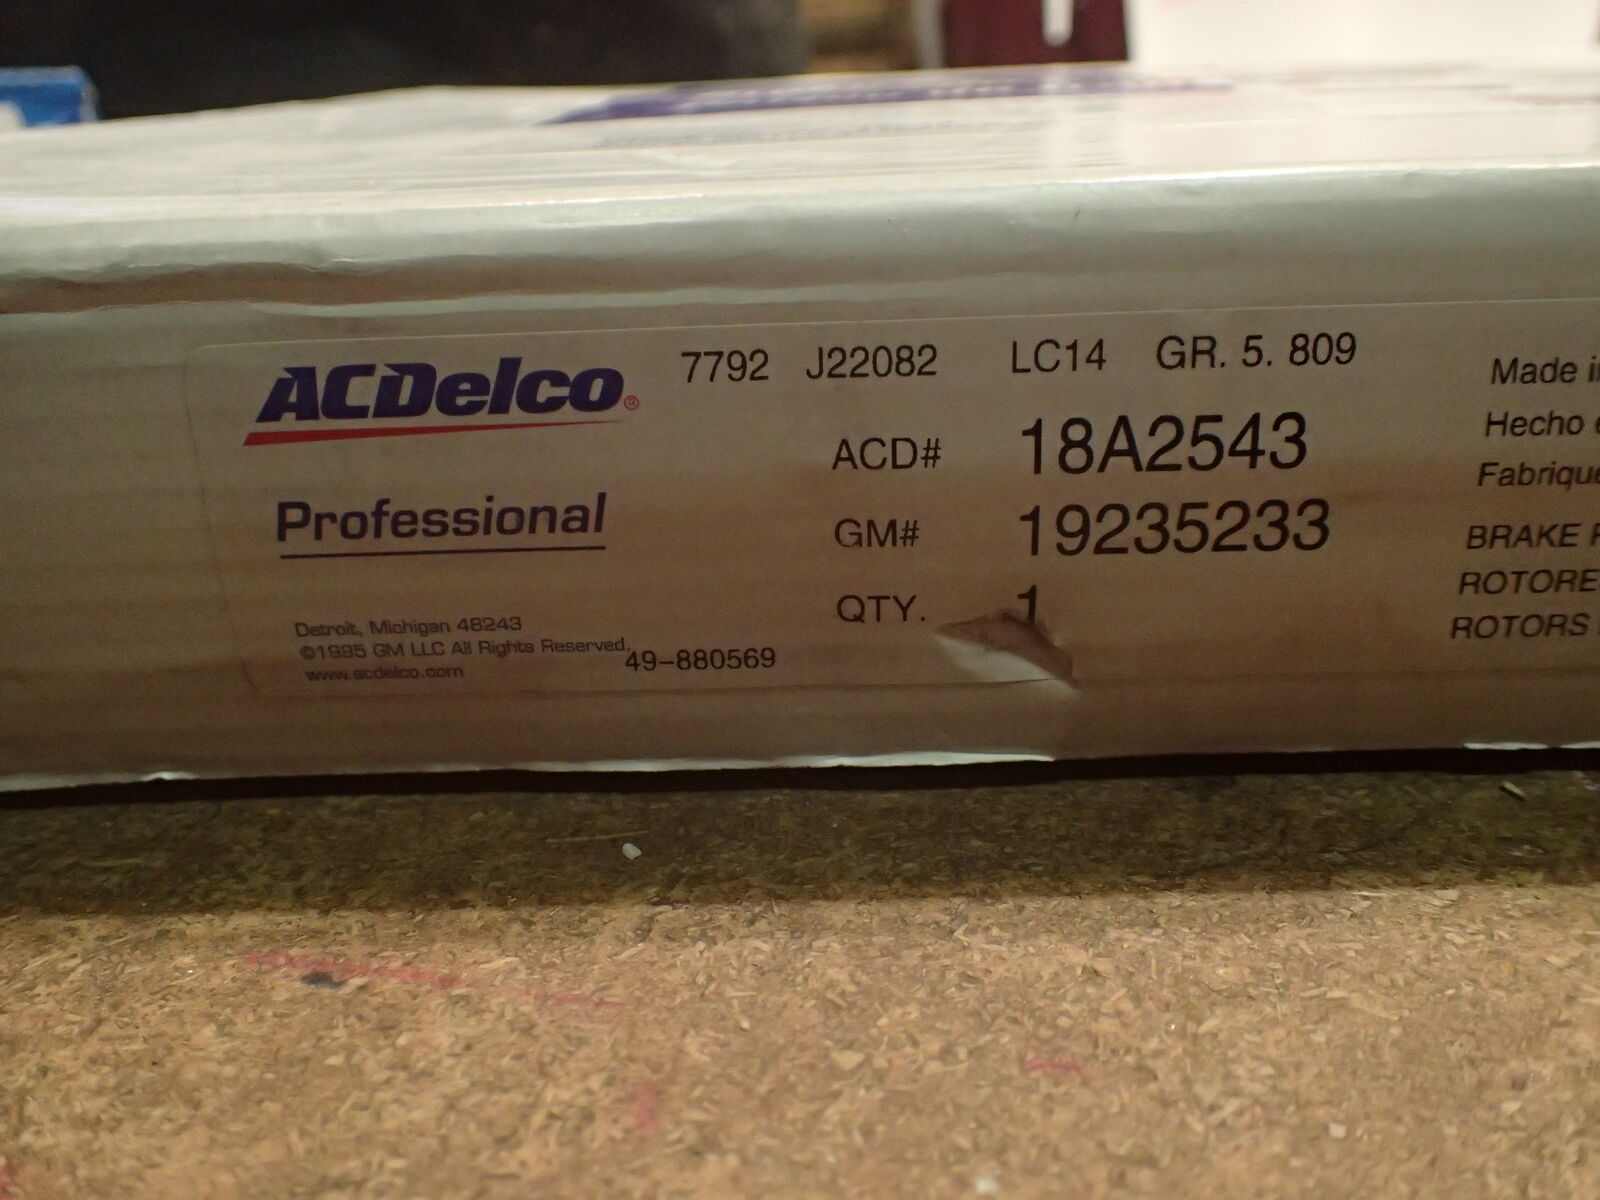 ACDelco®
7792 J22082 LC14 GR. 5. 809
ACD# 18A2543
Professional
GM# 19235233
QTY. 1
Detroit, Michigan 48243
©1995 GM LLC All Rights Reserved.
www.acdelco.com
49-880569
Made
Hecho
BRAKE
ROTORS